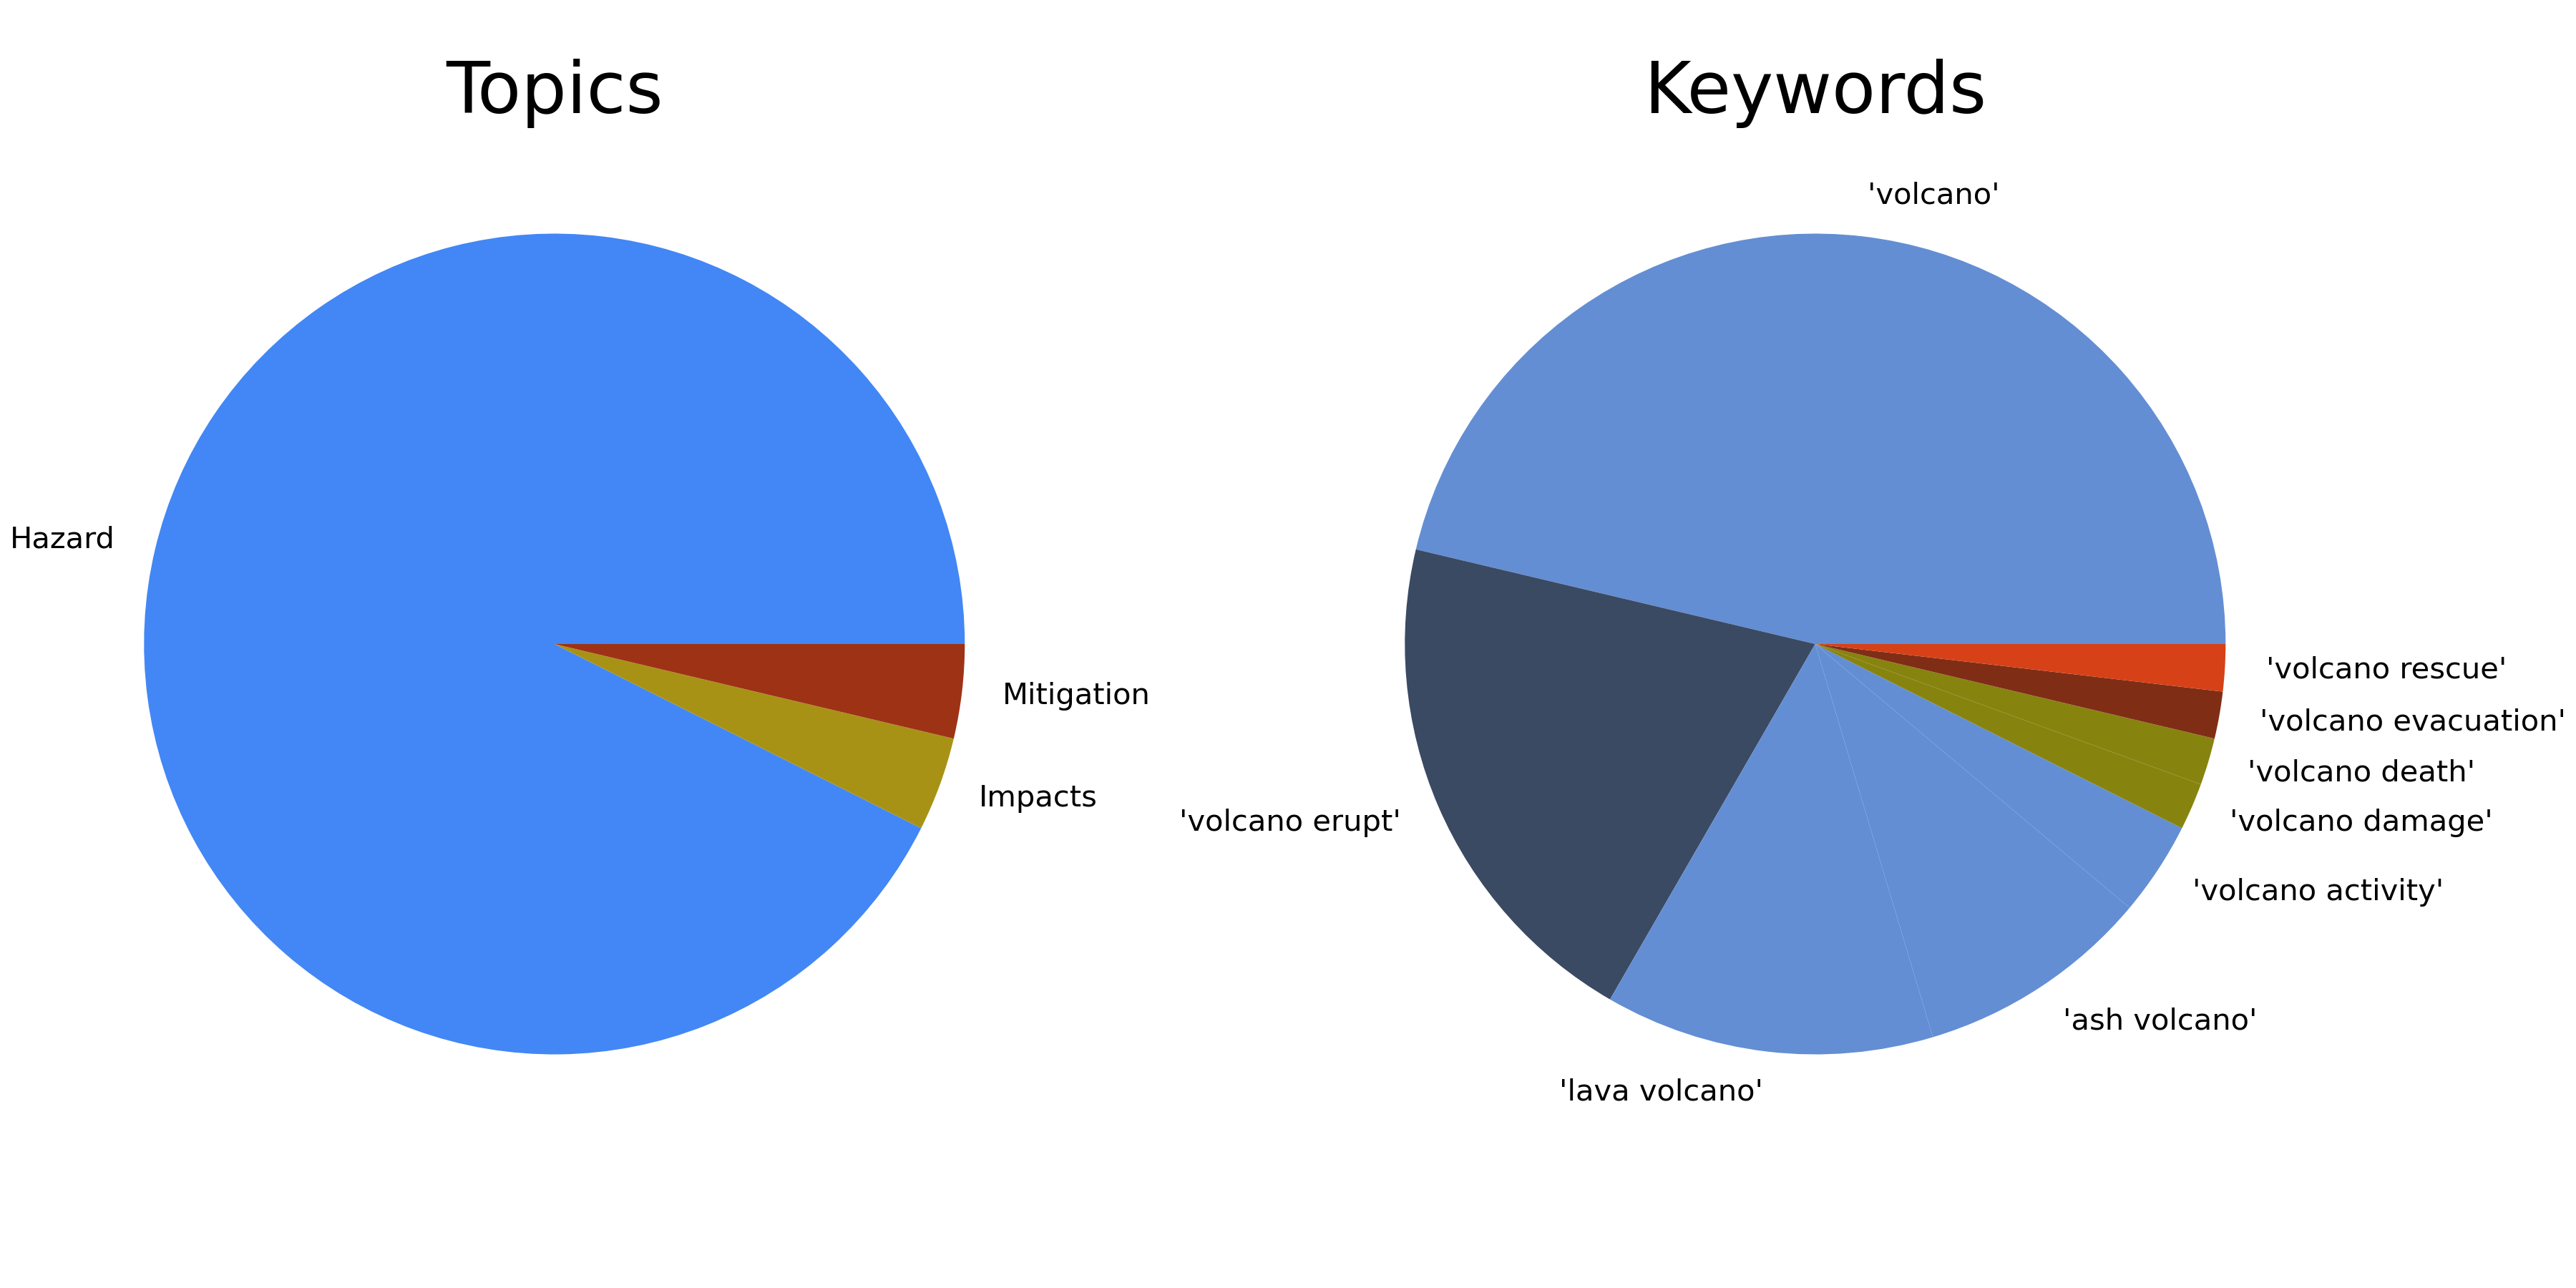 Topics
Hazard
Mitigation
Impacts
Keywords
'volcano'
'volcano erupt'
'lava volcano'
'ash volcano'
'volcano activity'
'volcano damage'
'volcano death'
'volcano evacuation'
'volcano rescue'